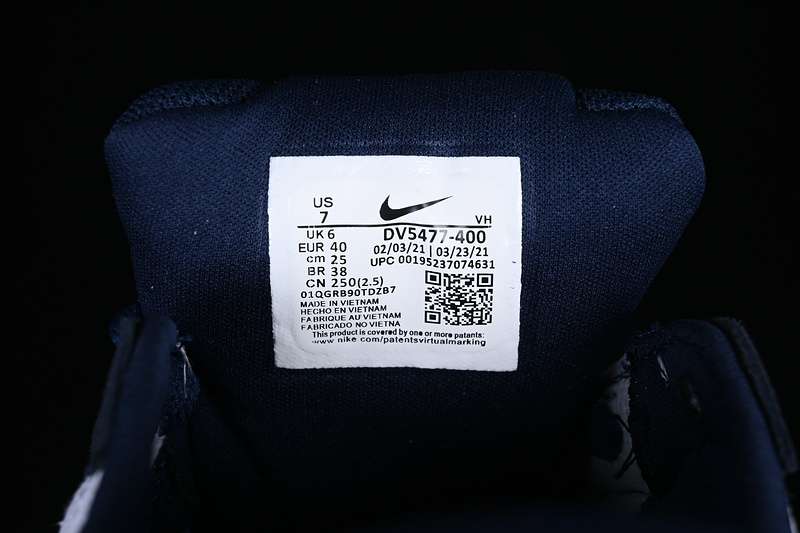 US
7
VH
UK 6
DV5477-400
EUR 40
02/03/21 | 03/23/21
cm 25
UPC 00195237074631
BR 38
CN 250(2.5)
01QGRB90TDZB7
MADE IN VIETNAM
HECHO EN VIETNAM
FABRIQUE AU VIETNAM
FABRICADO NO VIETNA
This product is covered by one or more patents:
www.nike.com/patentsvirtualmarking